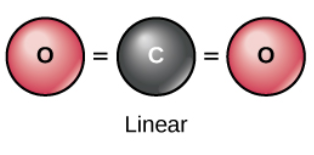 O = C = O
Linear